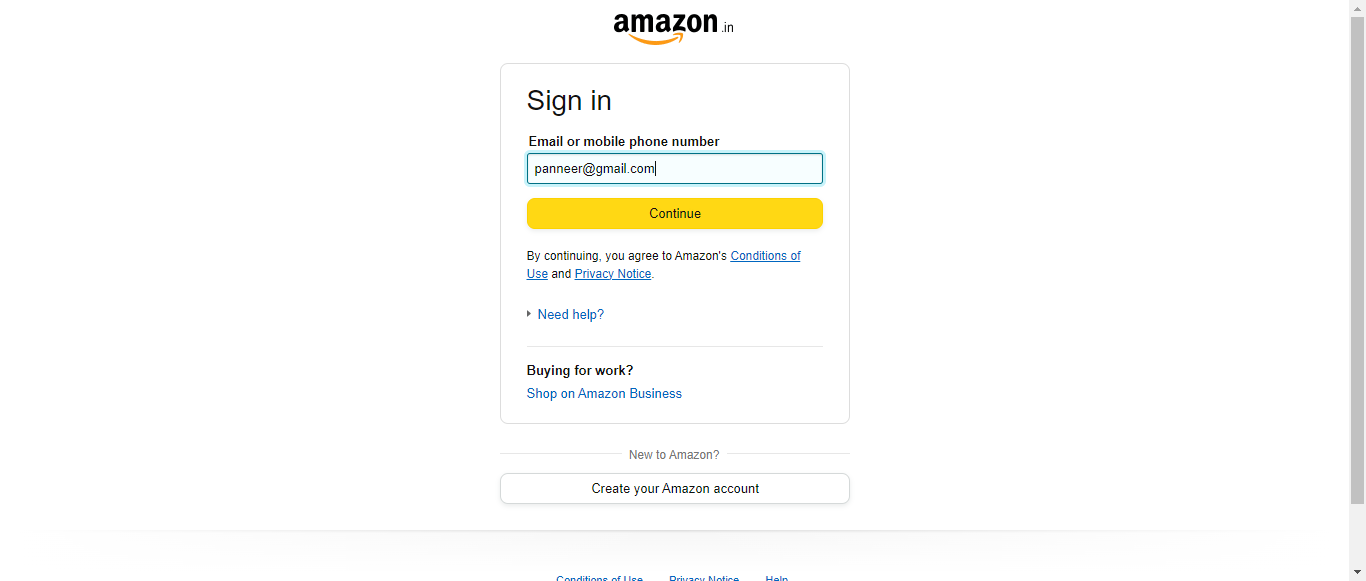 amazon.in
Sign in
Email or mobile phone number
panneer@gmail.com
Continue
By continuing, you agree to Amazon's Conditions of
Use and Privacy Notice.
Need help?
Buying for work?
Shop on Amazon Business
New to Amazon?
Create your Amazon account
Conditions of Use Privacy Notice Help